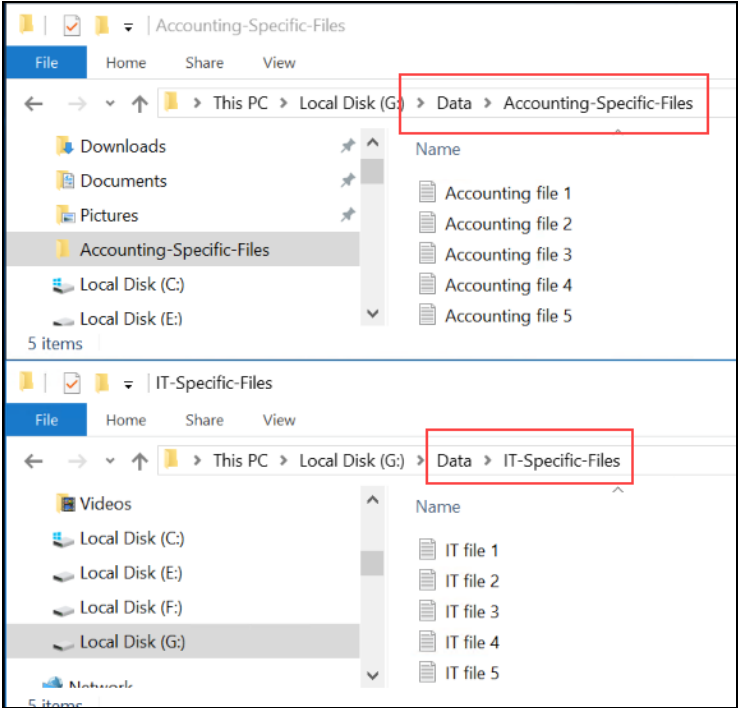 Accounting-Specific-Files
File Home Share View
This PC > Local Disk (G:) > Data > Accounting-Specific-Files
Downloads
Documents
Pictures
Accounting-Specific-Files
Local Disk (C:)
Local Disk (E:)
Name
Accounting file 1
Accounting file 2
Accounting file 3
Accounting file 4
Accounting file 5
5 items
IT-Specific-Files
File Home Share View
This PC > Local Disk (G:) > Data > IT-Specific-Files
Videos
Local Disk (C:)
Local Disk (E:)
Local Disk (F:)
Local Disk (G:)
Network
Name
IT file 1
IT file 2
IT file 3
IT file 4
IT file 5
5 items